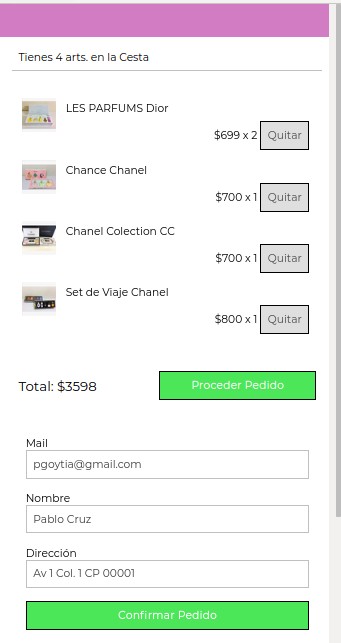 Tienes 4 arts. en la Cesta
LES PARFUMS Dior
$699 x 2 Quitar
Chance Chanel
$700 x 1 Quitar
Chanel Colection CC
$700 x 1 Quitar
Set de Viaje Chanel
$800 x 1 Quitar
Total: $3598 Proceder Pedido
Mail
pgoytia@gmail.com
Nombre
Pablo Cruz
Dirección
Av 1 Col. 1 CP 00001
Confirmar Pedido